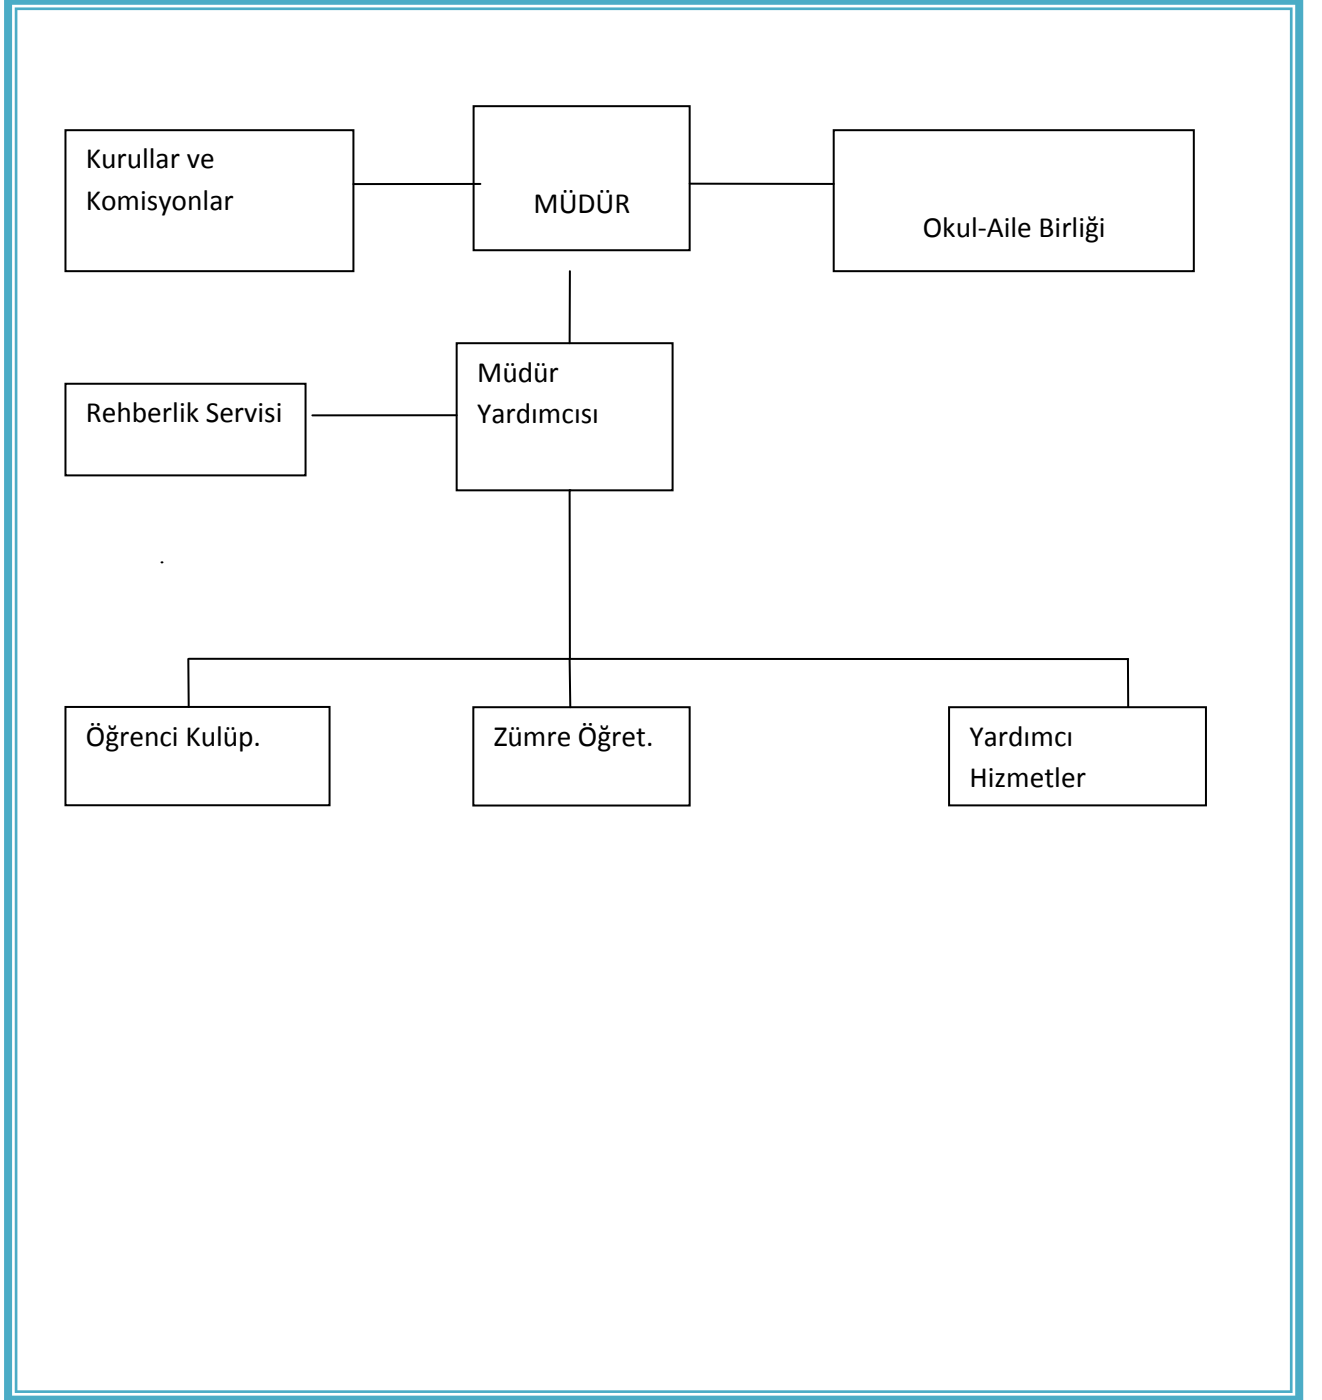 Kurullar ve
Komisyonlar
MÜDÜR
Okul-Aile Birliği
Müdür
Yardımcısı
Rehberlik Servisi
.
Öğrenci Kulüp.
Zümre Öğret.
Yardımcı
Hizmetler